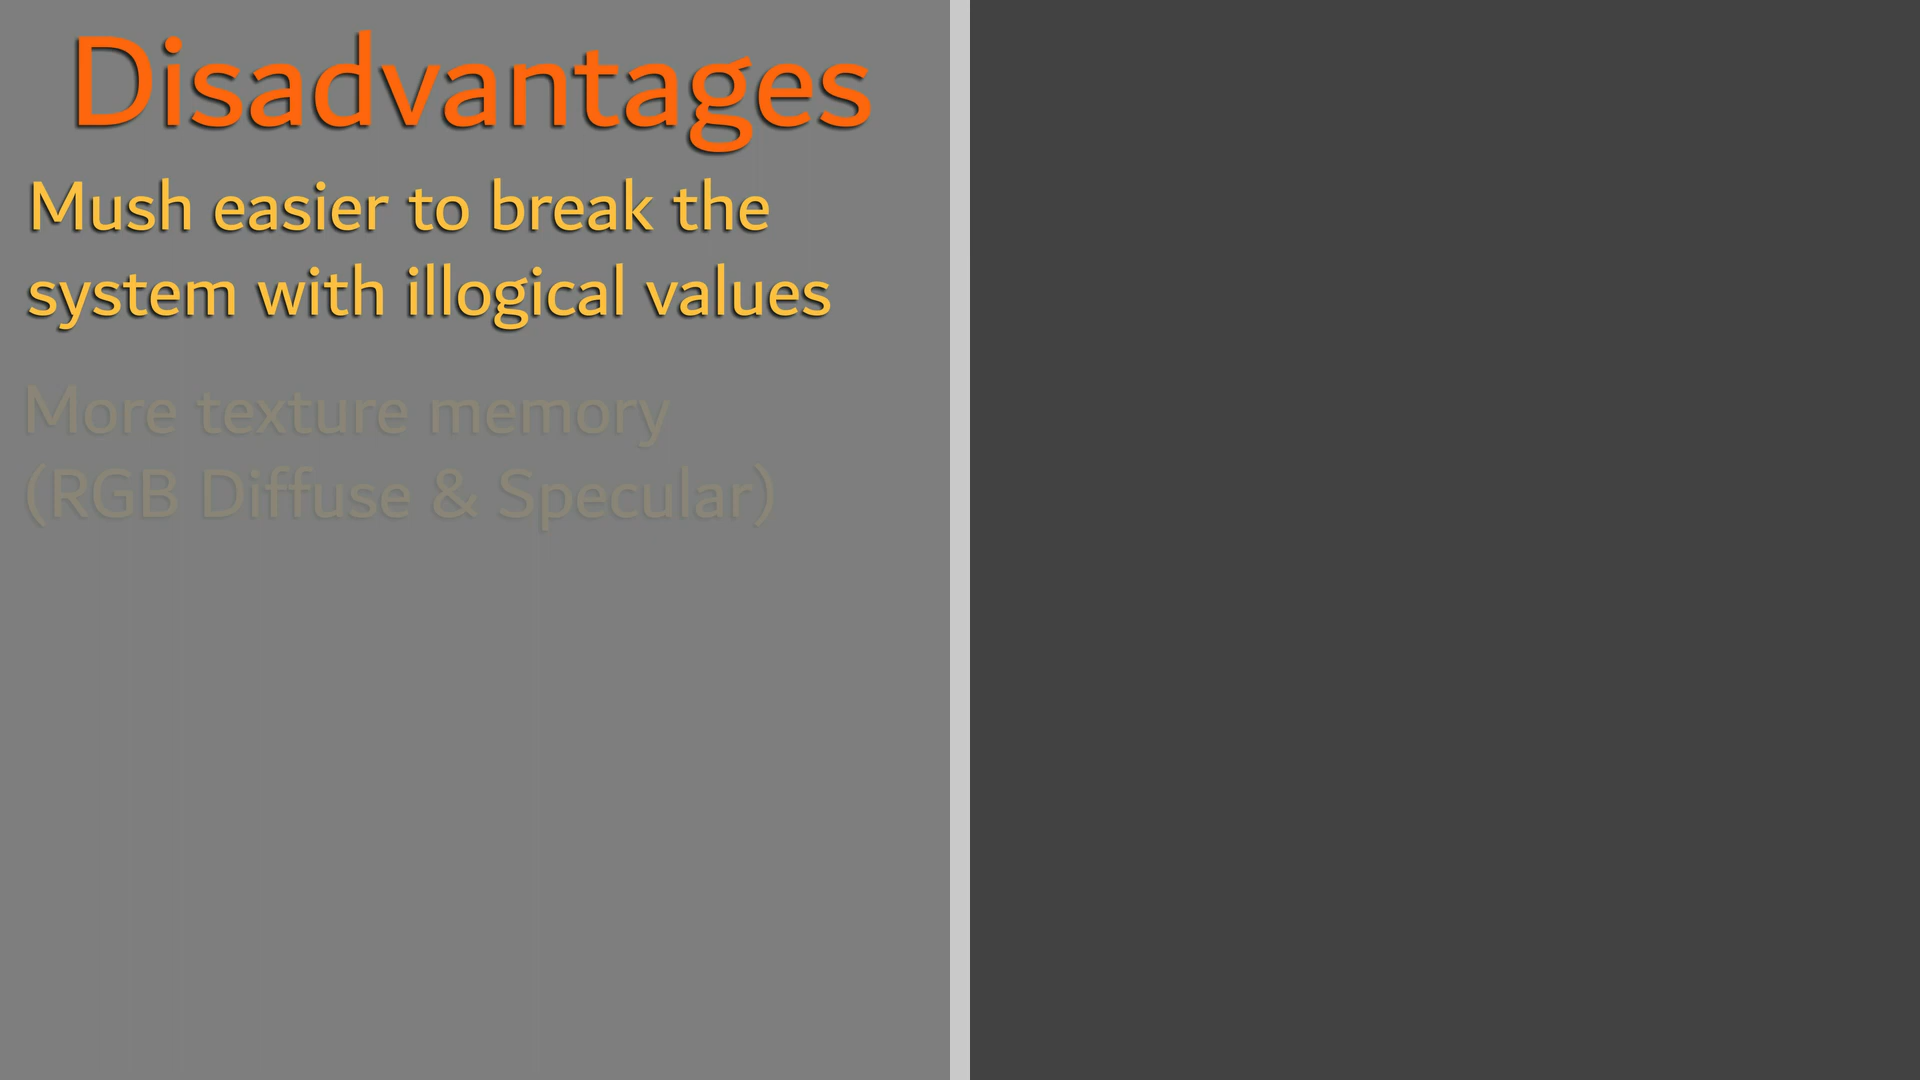 Disadvantages
Mush easier to break the
system with illogical values
More texture memory
(RGB Diffuse & Specular)